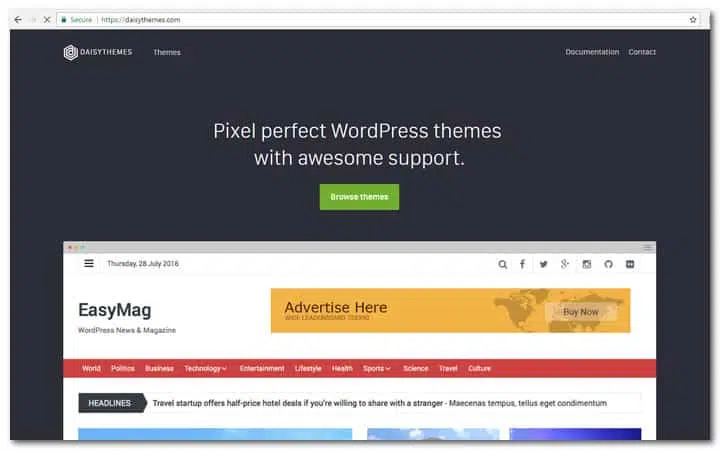 Secure | https://daisythemes.com
DAISYTHEMES Themes Documentation Contact
Pixel perfect WordPress themes
with awesome support.
Browse themes
Thursday, 28 July 2016
EasyMag
WordPress News & Magazine
Advertise Here
Buy Now
World Politics Business Technology Entertainment Lifestyle Health Sports Science Travel Culture
HEADLINES Travel startup offers half-price hotel deals if you're willing to share with a stranger - Maecenas tempus, tellus eget condimentum